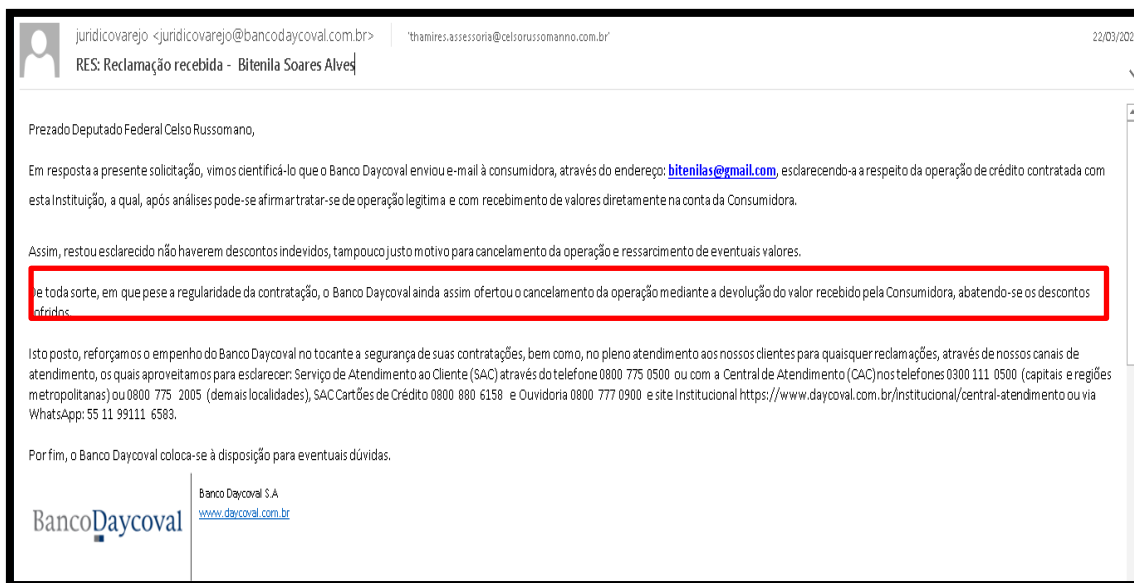 juridicovarejo <juridicovarejo@bancodaycoval.com.br> 'thamires.assessoria@celsorussomanno.com.br' 22/03/202
RES: Reclamação recebida - Bitenila Soares Alves
Prezado Deputado Federal Celso Russomano,
Em resposta a presente solicitação, vimos cientificá-lo que o Banco Daycoval enviou e-mail à consumidora, através do endereço: bitenilas@gmail.com, esclarecendo-a a respeito da operação de crédito contratada com
esta Instituição, a qual, após análises pode-se afirmar tratar-se de operação legitima e com recebimento de valores diretamente na conta da Consumidora.
Assim, restou esclarecido não haverem descontos indevidos, tampouco justo motivo para cancelamento da operação e ressarcimento de eventuais valores.
De toda sorte, em que pese a regularidade da contratação, o Banco Daycoval ainda assim ofertou o cancelamento da operação mediante a devolução do valor recebido pela Consumidora, abatendo-se os descontos
sofridos.
Isto posto, reforçamos o empenho do Banco Daycoval no tocante a segurança de suas contratações, bem como, no pleno atendimento aos nossos clientes para quaisquer reclamações, através de nossos canais de
atendimento, os quais aproveitamos para esclarecer: Serviço de Atendimento ao Cliente (SAC) através do telefone 0800 775 0500 ou com a Central de Atendimento (CAC) nos telefones 0300 111 0500 (capitais e regiões
metropolitanas) ou 0800 775 2005 (demais localidades), SAC Cartões de Crédito 0800 880 6158 e Ouvidoria 0800 777 0900 e site Institucional https://www.daycoval.com.br/institucional/central-atendimento ou via
WhatsApp: 55 11 99111 6583.
Por fim, o Banco Daycoval coloca-se à disposição para eventuais dúvidas.
Banco Daycoval S.A
www.daycoval.com.br
BancoDaycoval